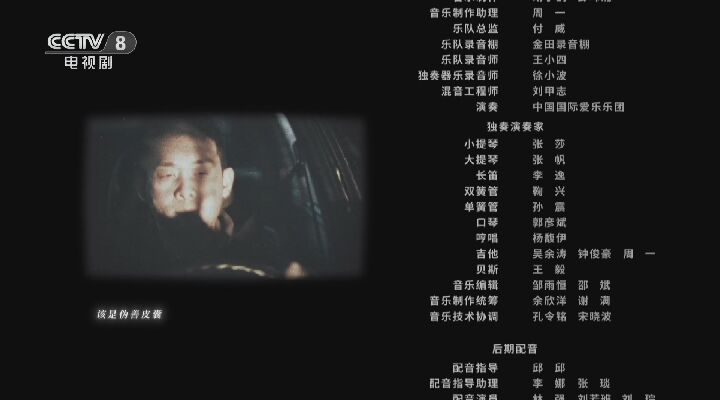 CCTV 8
电视剧
音乐制作助理 周 一
乐队总监 付 威
乐队录音棚 金田录音棚
乐队录音师 王小四
独奏器乐录音师 徐小波
混音工程师 刘甲志
演奏 中国国际爱乐乐团
独奏演奏家
小提琴 张 莎
大提琴 张 帆
长笛 李 逸
双簧管 鞠 兴
单簧管 孙 震
口琴 郭彦斌
哼唱 杨馥伊
吉他 吴余涛 钟俊豪 周 一
贝斯 王 毅
音乐编辑 邹雨恒 邵 斌
音乐制作统筹 余欣洋 谢 满
音乐技术协调 孔令铭 宋晓波
该是伪善皮囊
后期配音
配音指导 邱 邱
配音指导助理 李 娜 张 琰
配音演员 林 强